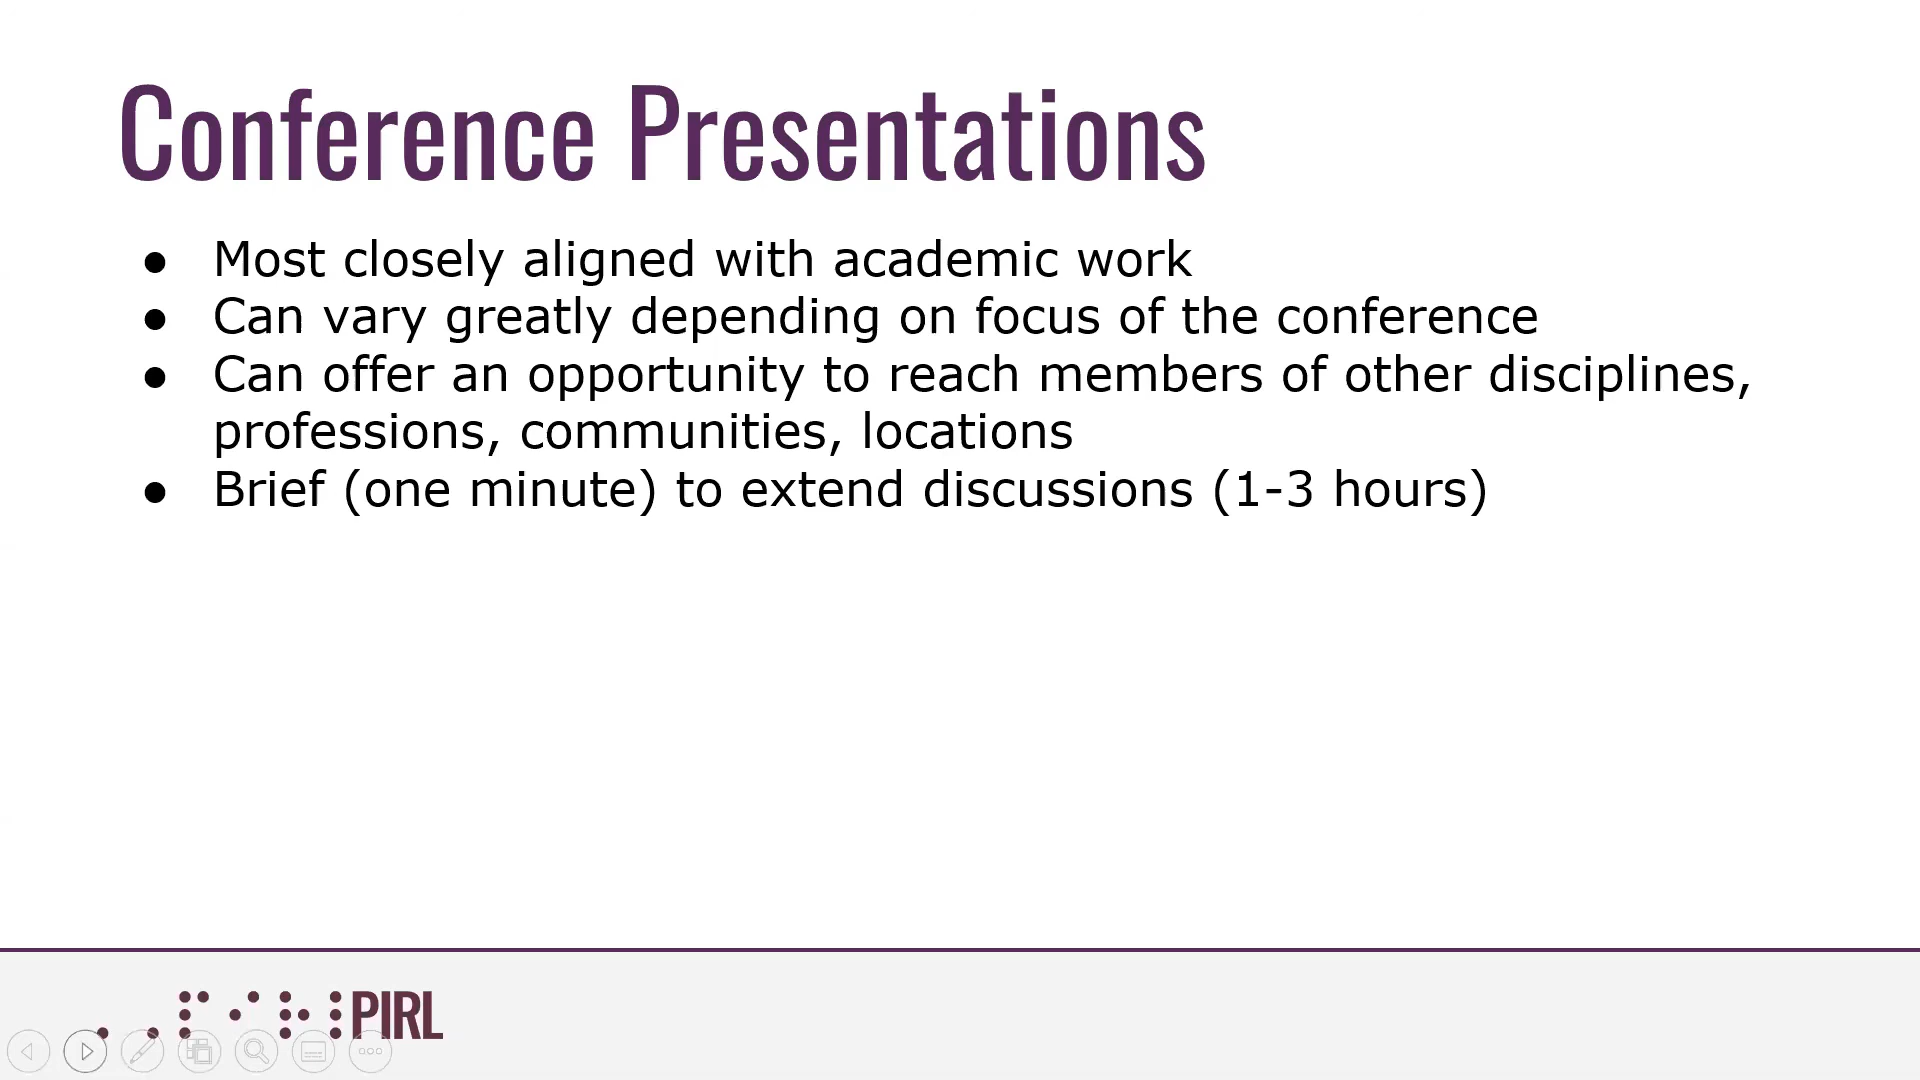 Conference Presentations
● Most closely aligned with academic work
● Can vary greatly depending on focus of the conference
● Can offer an opportunity to reach members of other disciplines,
professions, communities, locations
● Brief (one minute) to extend discussions (1-3 hours)
⠠⠠⠏⠊⠗⠇PIRL